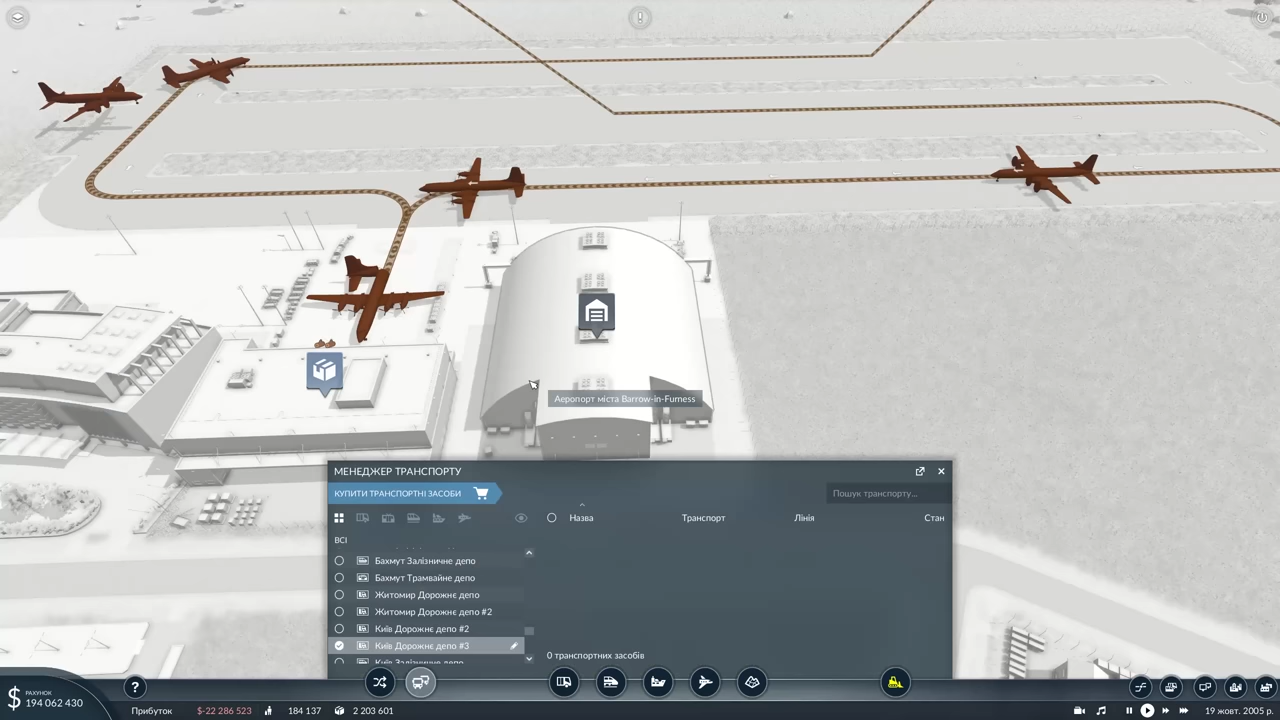 Аеропорт міста Barrow-in-Furness
МЕНЕДЖЕР ТРАНСПОРТУ
КУПИТИ ТРАНСПОРТНІ ЗАСОБИ
Пошук транспорту...
Назва Транспорт Лінія Стан
ВСІ
Бахмут Залізничне депо
Бахмут Трамвайне депо
Житомир Дорожнє депо
Житомир Дорожнє депо #2
Київ Дорожнє депо #2
Київ Дорожнє депо #3
Київ Залізничне депо
0 транспортних засобів
$ РАХУНОК
194 062 430
?
Прибуток $-22 286 523 184 137 2 203 601
19 жовт. 2005 р.